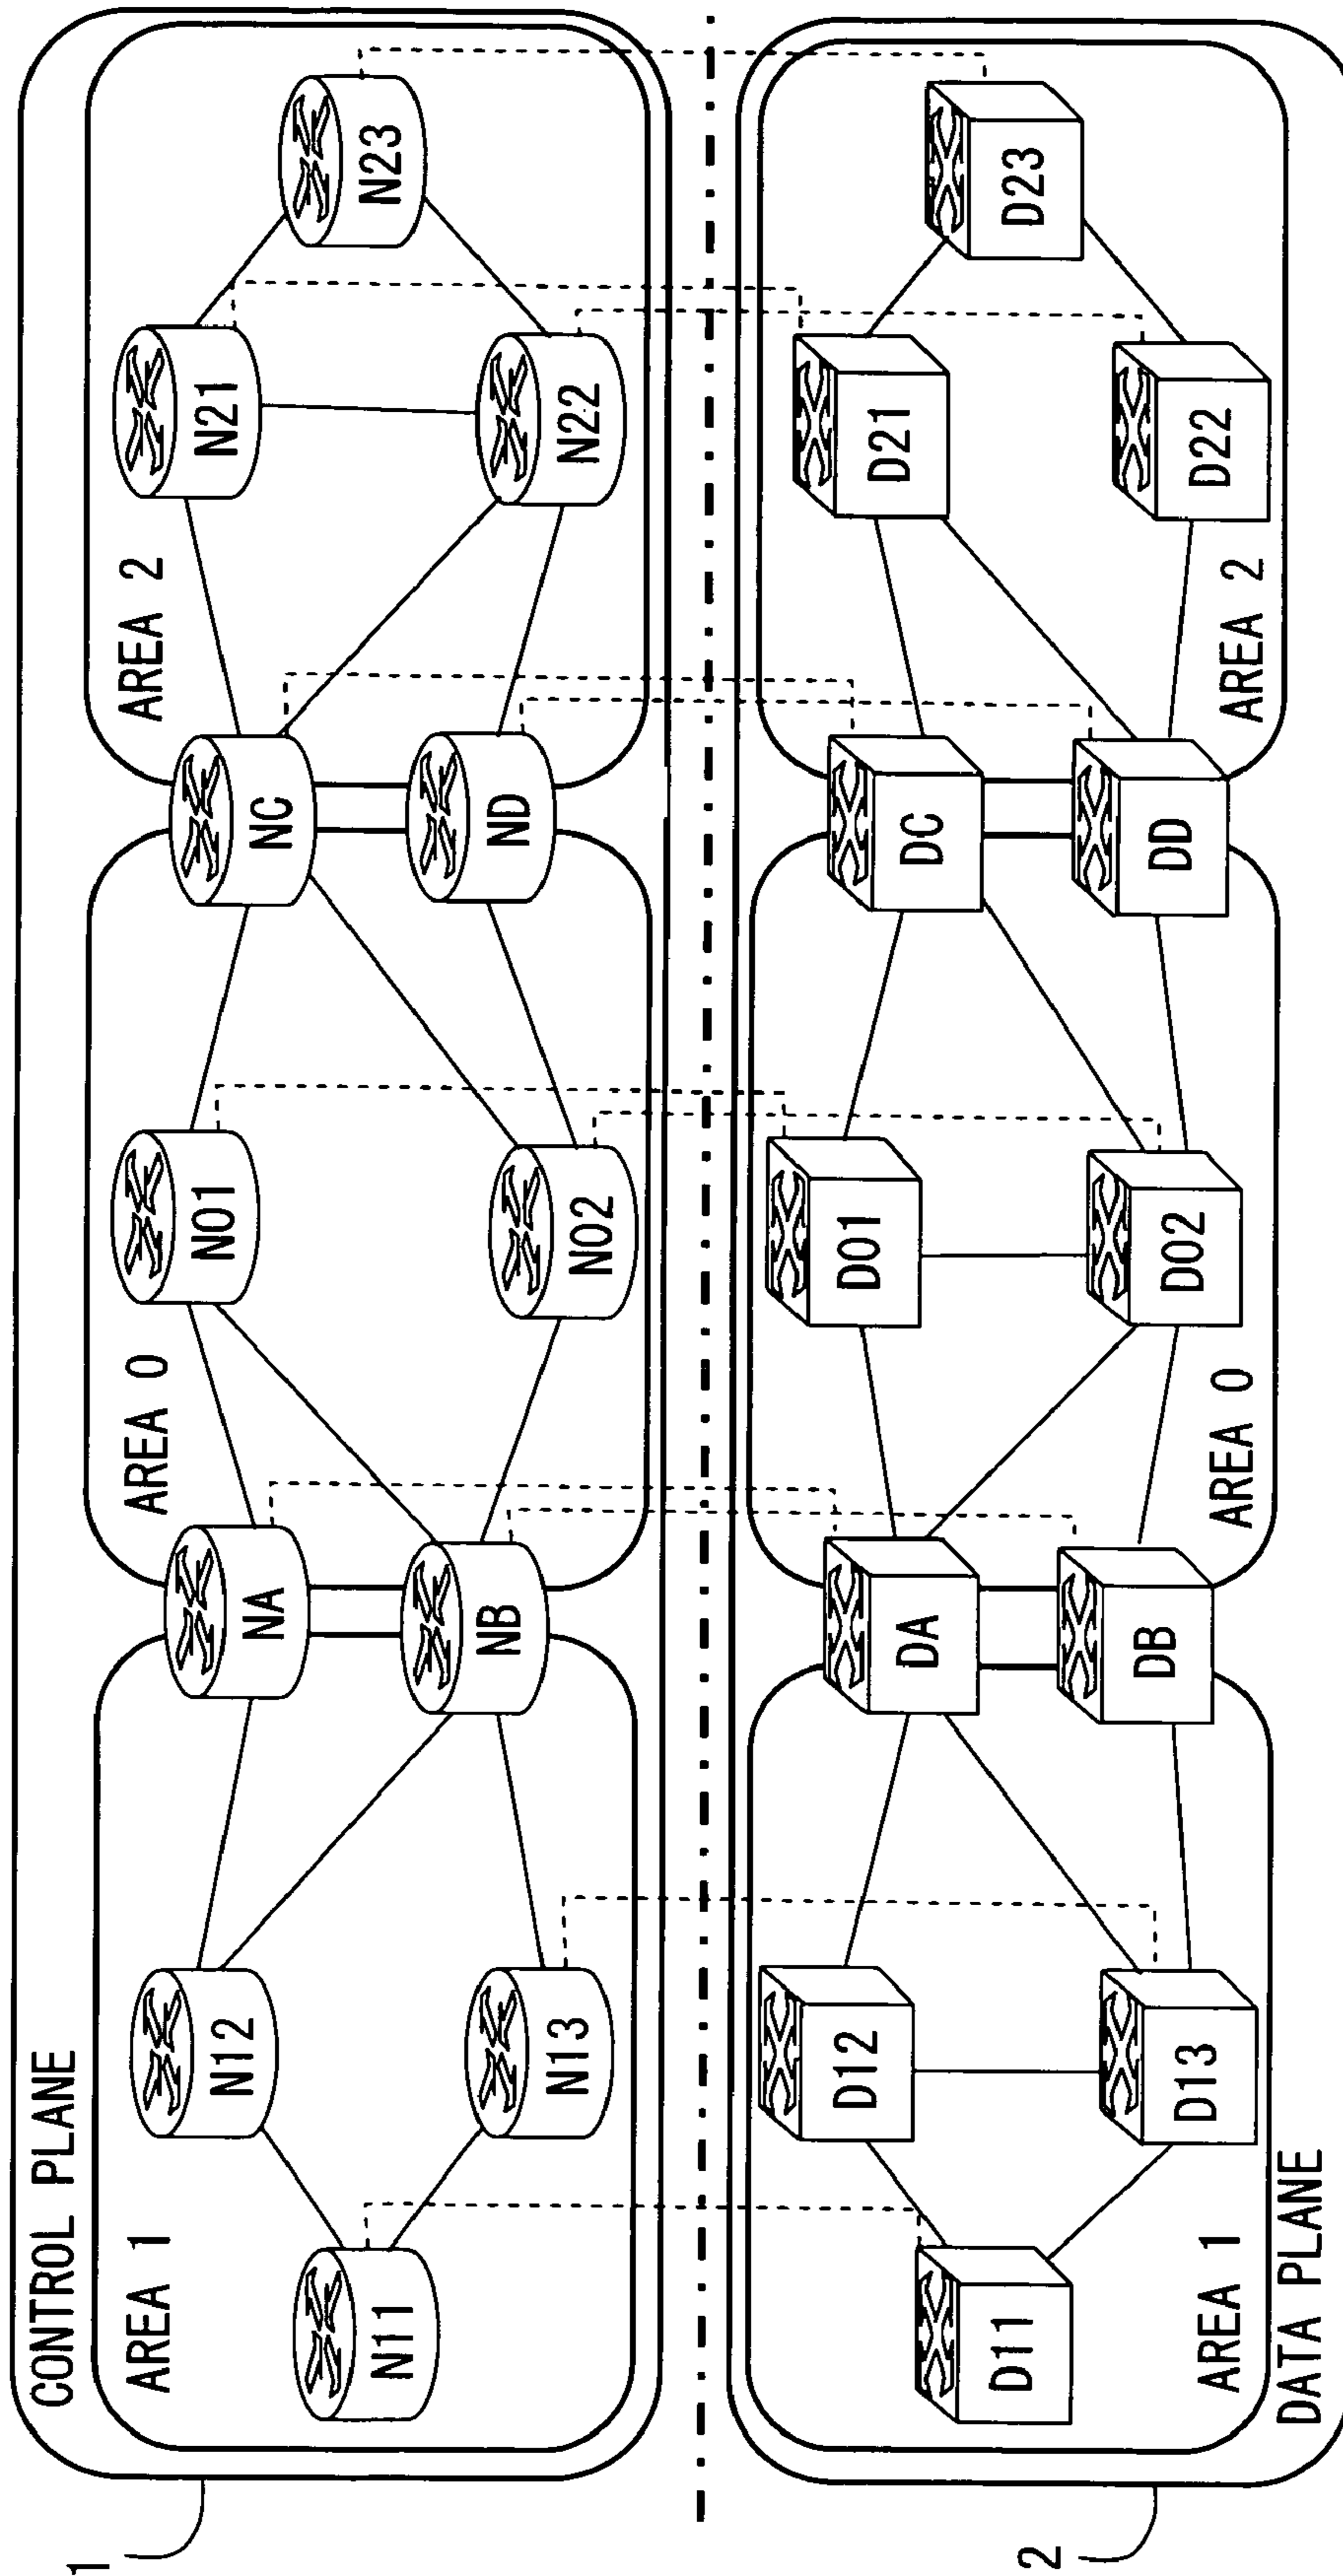 1
CONTROL PLANE
AREA 1
AREA 0
AREA 2
N11
N12
N13
NA
NB
N01
N02
NC
ND
N21
N22
N23
2
D11
D12
D13
DA
DB
D01
D02
DC
DD
D21
D22
D23
AREA 1
AREA 0
AREA 2
DATA PLANE